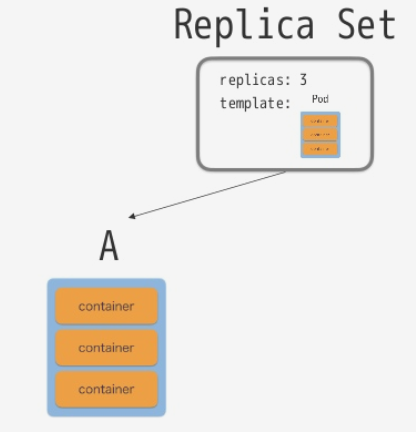 Replica Set
replicas: 3
template:
Pod
A
container
container
container